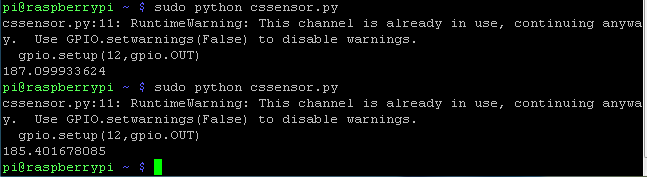 pi@raspberrypi ~ $ sudo python cssensor.py
cssensor.py:11: RuntimeWarning: This channel is already in use, continuing anywa
y.  Use GPIO.setwarnings(False) to disable warnings.
  gpio.setup(12,gpio.OUT)
187.099933624
pi@raspberrypi ~ $ sudo python cssensor.py
cssensor.py:11: RuntimeWarning: This channel is already in use, continuing anywa
y.  Use GPIO.setwarnings(False) to disable warnings.
  gpio.setup(12,gpio.OUT)
185.401678085
pi@raspberrypi ~ $